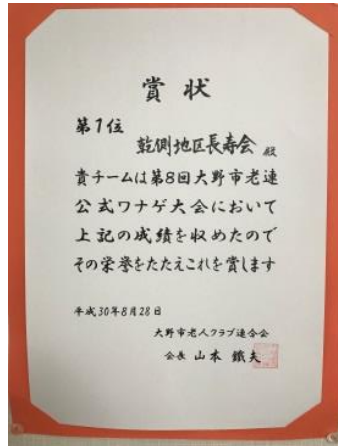 賞状
第1位
乾側地区長寿会 殿
貴チームは第8回大野市老連
公式ワナゲ大会において
上記の成績を収めたので
その栄誉をたたえこれを賞します
平成30年8月28日
大野市老人クラブ連合会
会長 山本 鐵夫